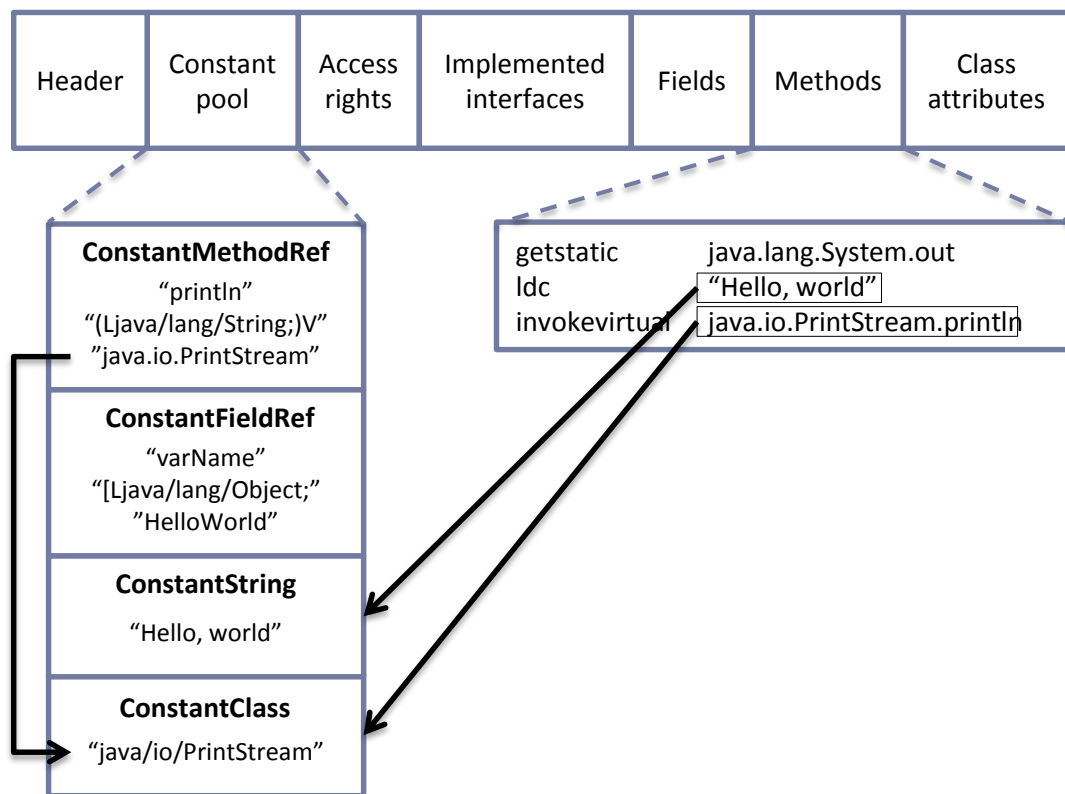 Header
Constant
pool
Access
rights
Implemented
interfaces
Fields
Methods
Class
attributes
ConstantMethodRef
“println”
“(Ljava/lang/String;)V”
”java.io.PrintStream”
ConstantFieldRef
“varName”
“[Ljava/lang/Object;”
”HelloWorld”
ConstantString
“Hello, world”
ConstantClass
“java/io/PrintStream”
getstatic java.lang.System.out
ldc “Hello, world”
invokevirtual java.io.PrintStream.println